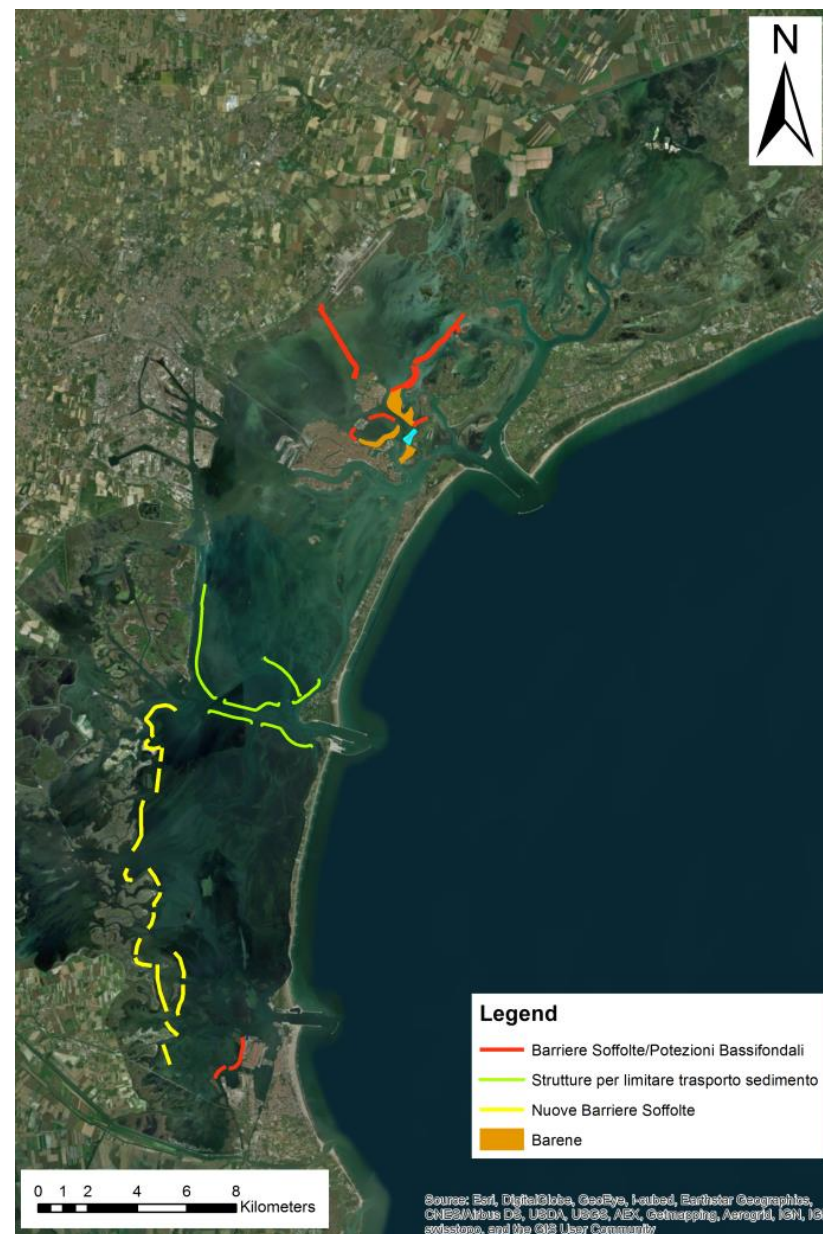 N
Legend
Barriere Soffolte/Potezioni Bassifondali
Strutture per limitare trasporto sedimento
Nuove Barriere Soffolte
Barene
0 1 2 4 6 8
Kilometers
Source: Esri, DigitalGlobe, GeoEye, i-cubed, Earthstar Geographics,
CNES/Airbus DS, USDA, USGS, AEX, Getmapping, Aerogrid, IGN, IG
swisstopo, and the GIS User Community